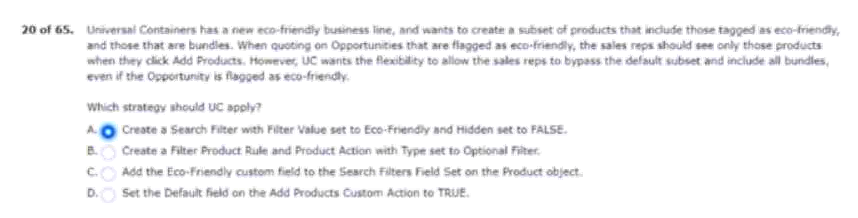 20 of 65. Universal Containers has a new eco-friendly business line, and wants to create a subset of products that include those tagged as eco-friendly,
and those that are bundles. When quoting on Opportunities that are flagged as eco-friendly, the sales reps should see only those products
when they click Add Products. However, UC wants the flexibility to allow the sales reps to bypass the default subset and include all bundles,
even if the Opportunity is flagged as eco-friendly.
Which strategy should UC apply?
A. Create a Search Filter with Filter Value set to Eco-Friendly and Hidden set to FALSE.
B. Create a Filter Product Rule and Product Action with Type set to Optional Filter.
C. Add the Eco-Friendly custom field to the Search Filters Field Set on the Product object.
D. Set the Default field on the Add Products Custom Action to TRUE.